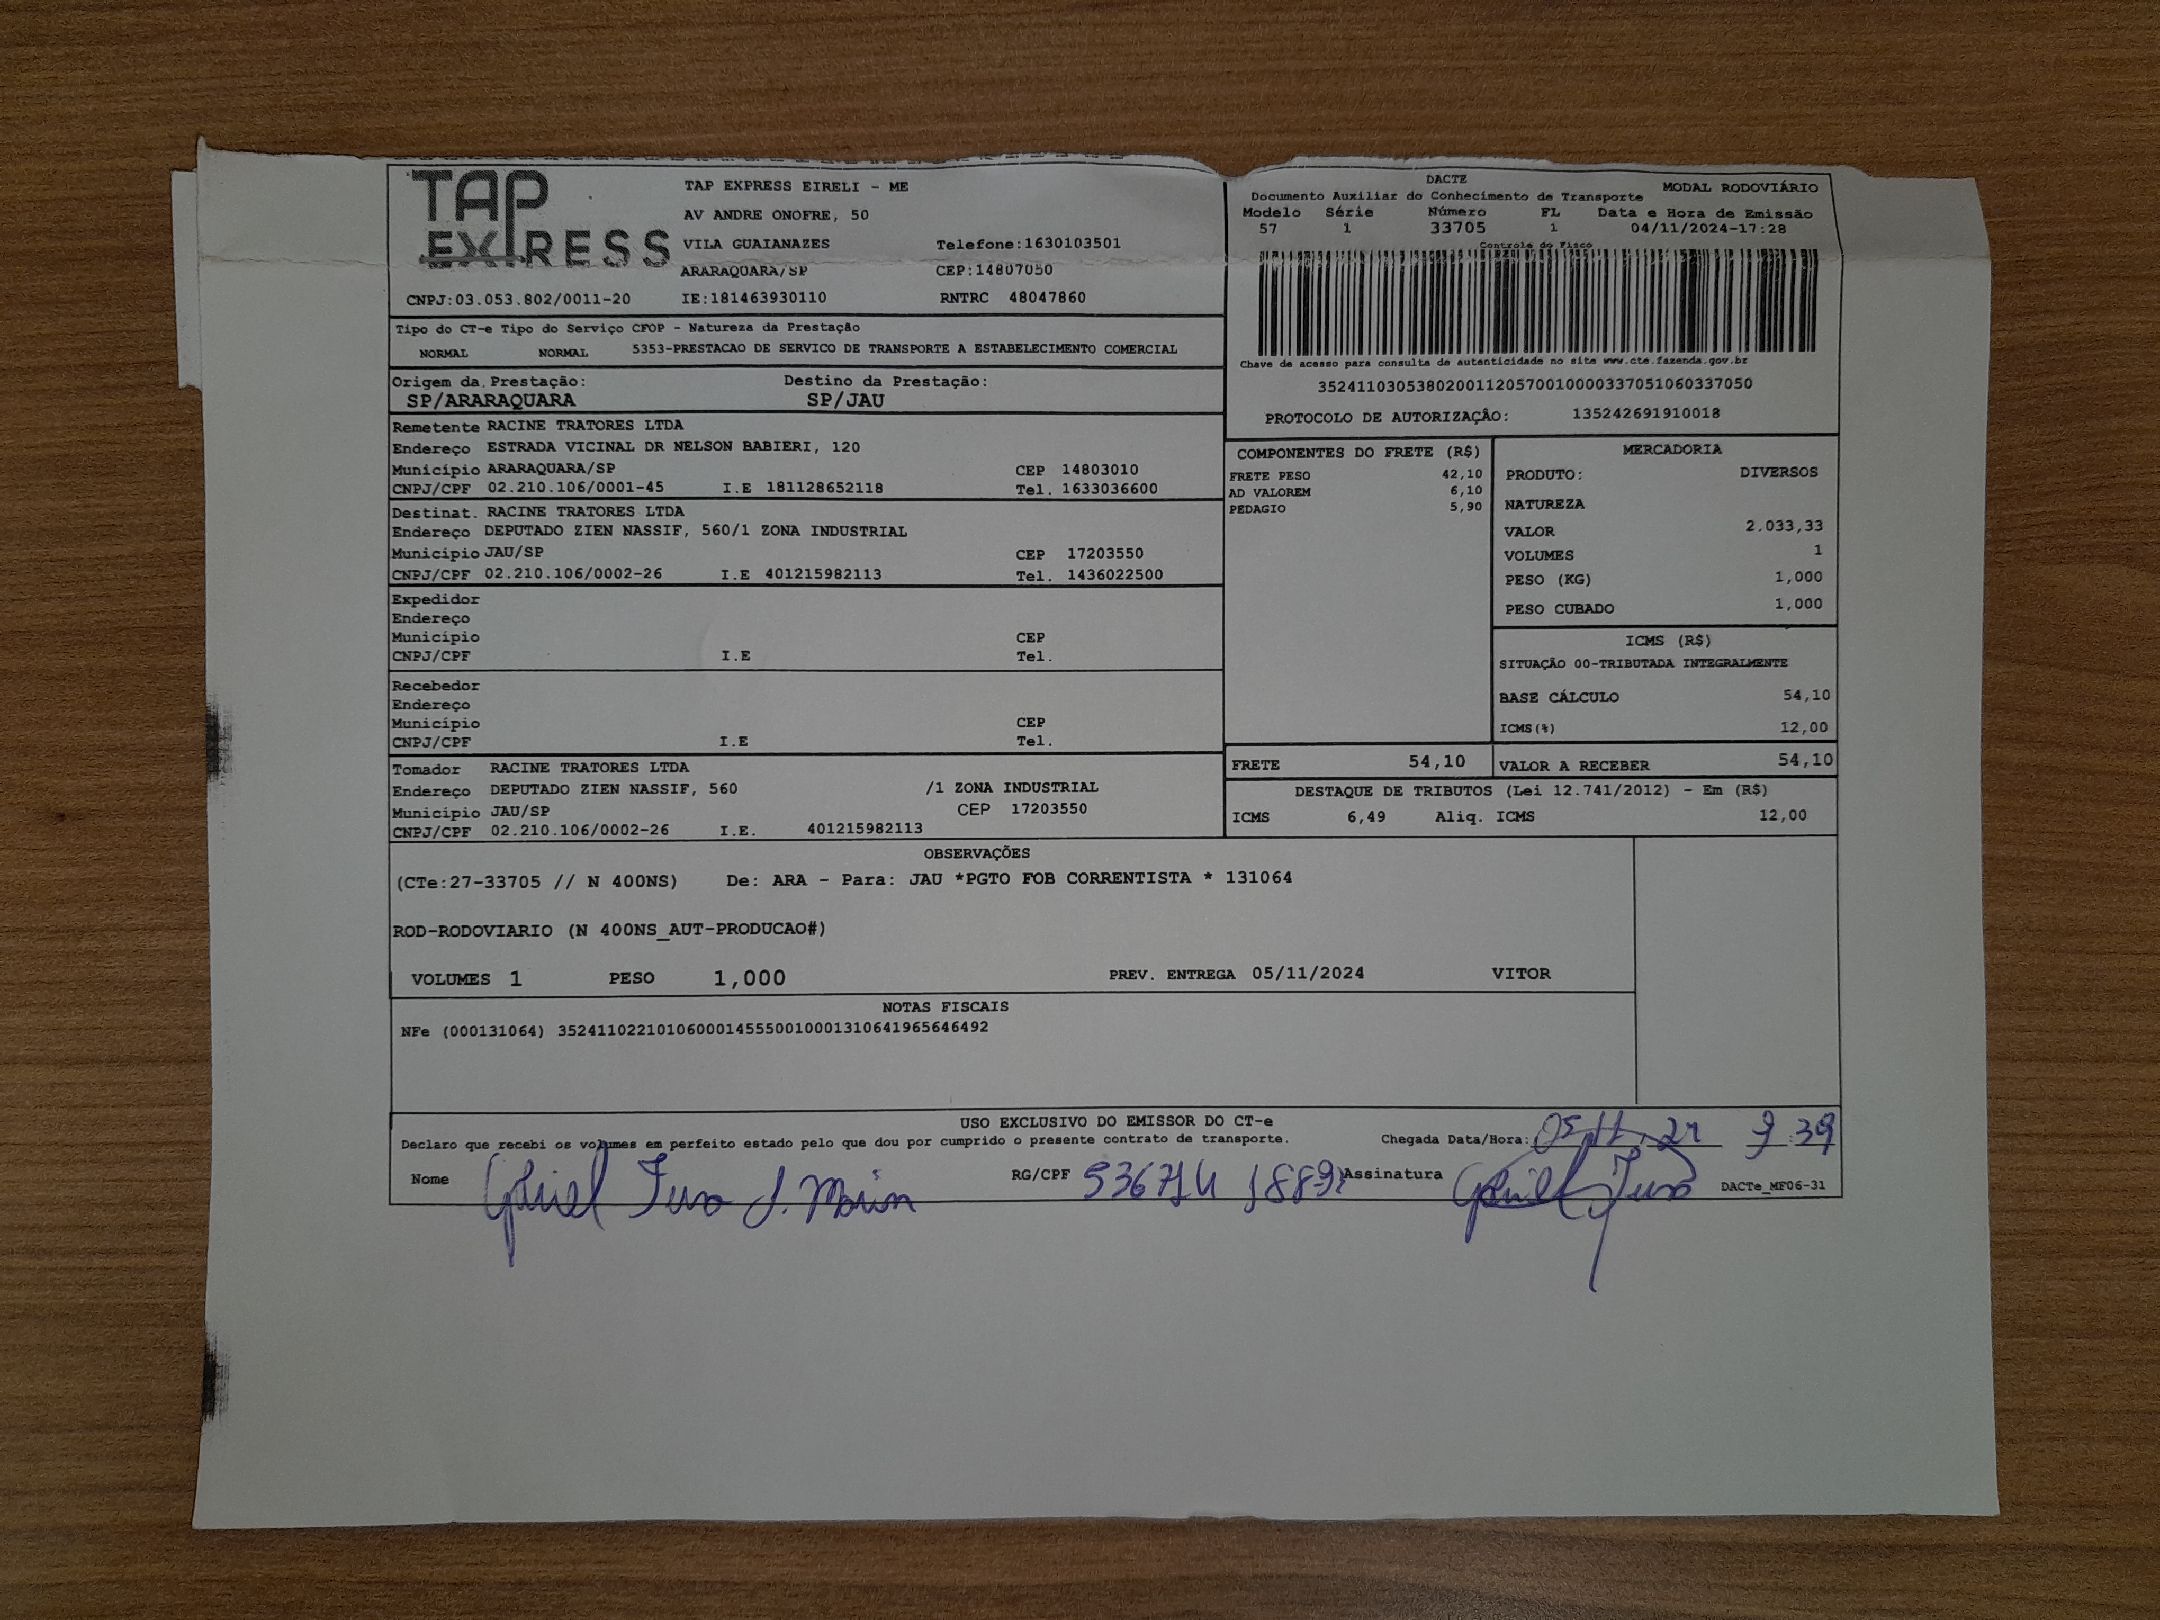 TAP EXPRESS
TAP EXPRESS EIRELI - ME
AV ANDRE ONOFRE, 50
VILA GUAIANAZES Telefone:1630103501
ARARAQUARA/SP CEP:14807050
CNPJ:03.053.802/0011-20 IE:181463930110 RNTRC 48047860
DACTE
Documento Auxiliar do Conhecimento de Transporte MODAL RODOVIÁRIO
Modelo Série Número FL Data e Hora de Emissão
57 1 33705 1 04/11/2024-17:28
Controle do Fisco
Chave de acesso para consulta de autenticidade no site www.cte.fazenda.gov.br
35241103053802001120570010000337051060337050
PROTOCOLO DE AUTORIZAÇÃO: 135242691910018
Tipo do CT-e Tipo do Serviço CFOP - Natureza da Prestação
NORMAL NORMAL 5353-PRESTACAO DE SERVICO DE TRANSPORTE A ESTABELECIMENTO COMERCIAL
Origem da Prestação: Destino da Prestação:
SP/ARARAQUARA SP/JAU
Remetente RACINE TRATORES LTDA
Endereço ESTRADA VICINAL DR NELSON BABIERI, 120
Município ARARAQUARA/SP CEP 14803010
CNPJ/CPF 02.210.106/0001-45 I.E 181128652118 Tel. 1633036600
Destinat. RACINE TRATORES LTDA
Endereço DEPUTADO ZIEN NASSIF, 560/1 ZONA INDUSTRIAL
Município JAU/SP CEP 17203550
CNPJ/CPF 02.210.106/0002-26 I.E 401215982113 Tel. 1436022500
Expedidor
Endereço
Município CEP
CNPJ/CPF I.E Tel.
Recebedor
Endereço
Município CEP
CNPJ/CPF I.E Tel.
Tomador RACINE TRATORES LTDA
Endereço DEPUTADO ZIEN NASSIF, 560 /1 ZONA INDUSTRIAL
Município JAU/SP CEP 17203550
CNPJ/CPF 02.210.106/0002-26 I.E. 401215982113
COMPONENTES DO FRETE (R$)
FRETE PESO 42,10
AD VALOREM 6,10
PEDAGIO 5,90
MERCADORIA
PRODUTO: DIVERSOS
NATUREZA
VALOR 2.033,33
VOLUMES 1
PESO (KG) 1,000
PESO CUBADO 1,000
ICMS (R$)
SITUAÇÃO 00-TRIBUTADA INTEGRALMENTE
BASE CÁLCULO 54,10
ICMS(%) 12,00
FRETE 54,10 VALOR A RECEBER 54,10
DESTAQUE DE TRIBUTOS (Lei 12.741/2012) - Em (R$)
ICMS 6,49 Aliq. ICMS 12,00
OBSERVAÇÕES
(CTe:27-33705 // N 400NS) De: ARA - Para: JAU *PGTO FOB CORRENTISTA * 131064
ROD-RODOVIARIO (N 400NS_AUT-PRODUCAO#)
VOLUMES 1 PESO 1,000 PREV. ENTREGA 05/11/2024 VITOR
NOTAS FISCAIS
NFe (000131064) 35241102210106000145550010001310641965646492
USO EXCLUSIVO DO EMISSOR DO CT-e
Declaro que recebi os volumes em perfeito estado pelo que dou por cumprido o presente contrato de transporte. Chegada Data/Hora: 05 11 24 9:39
Nome Gabriel RG/CPF Assinatura Gabriel DACTe_MF06-31